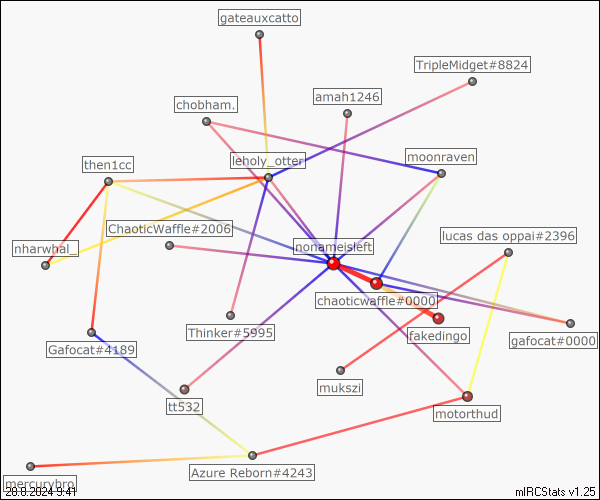 gateauxcatto
TripleMidget#8824
amah1246
chobham.
leholy_otter
moonraven
then1cc
ChaoticWaffle#2006
lucas das oppai#2396
nonameisleft
nharwhal_
chaoticwaffle#0000
Thinker#5995
fakedingo
gafocat#0000
Gafocat#4189
mukszi
tt532
motorthud
Azure Reborn#4243
mercurybro
20.8.2024 9:41
mIRCStats v1.25